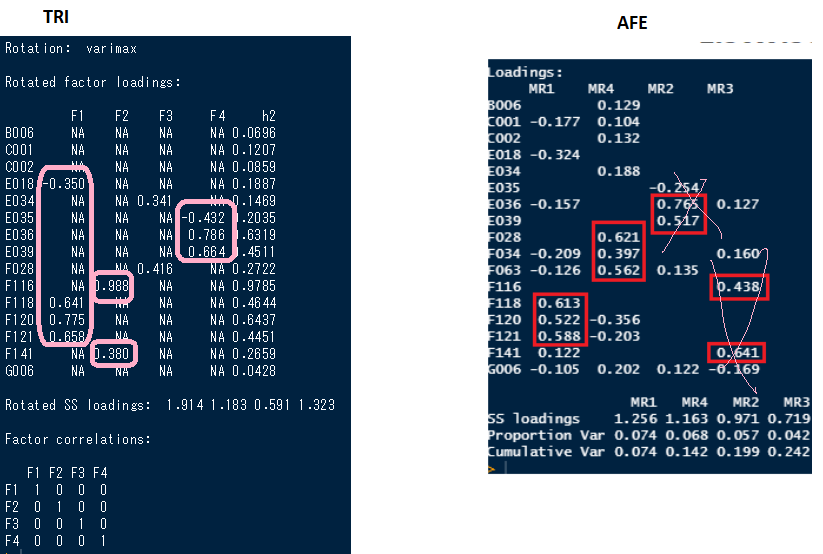 TRI
Rotation: varimax
Rotated factor loadings:
F1 F2 F3 F4 h2
B006 NA NA NA NA 0.0696
C001 NA NA NA NA 0.1207
C002 NA NA NA NA 0.0859
E018 -0.350 NA NA NA 0.1887
E034 NA NA 0.341 NA 0.1469
E035 NA NA NA -0.432 .2035
E036 NA NA NA 0.786 .6319
E039 NA NA NA 0.664 .4511
F028 NA NA 0.416 NA 0.2722
F116 NA 0.988 NA NA 0.9785
F118 0.641 NA NA NA 0.4644
F120 0.775 NA NA NA 0.6437
F121 0.658 NA NA NA 0.4451
F141 NA 0.380 NA NA 0.2659
G006 NA NA NA NA 0.0428
Rotated SS loadings: 1.914 1.183 0.591 1.323
Factor correlations:
F1 F2 F3 F4
F1 1 0 0 0
F2 0 1 0 0
F3 0 0 1 0
F4 0 0 0 1
AFE
Loadings:
MR1 MR4 MR2 MR3
B006 0.129
C001 -0.177 0.104
C002 0.132
E018 -0.324
E034 0.188
E035 -0.254
E036 -0.157 0.765 0.127
E039 0.517
F028 0.621
F034 -0.209 0.397 0.160
F063 -0.126 0.562 0.135
F116 0.438
F118 0.613
F120 0.522 -0.356
F121 0.588 -0.203
F141 0.122 0.641
G006 -0.105 0.202 0.122 -0.169
MR1 MR4 MR2 MR3
SS loadings 1.256 1.163 0.971 0.719
Proportion Var 0.074 0.068 0.057 0.042
Cumulative Var 0.074 0.142 0.199 0.242
>